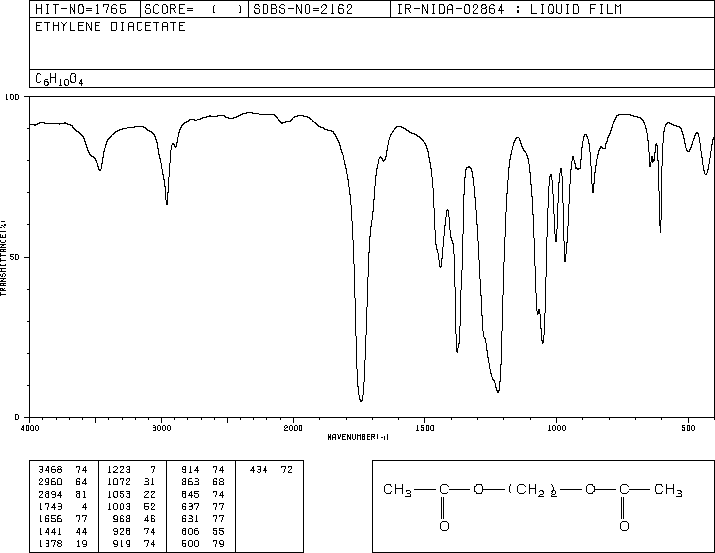 HIT-NO=1765 SCORE= ( ) SDBS-NO=2162 IR-NIDA-02864 : LIQUID FILM
ETHYLENE DIACETATE
C6H10O4
100
50
0
TRANSMITTANCE(%)
4000 3000 2000 1500 1000 500
WAVENUMBER(-1)
3468 74 1223 7 914 74 434 72
2960 64 1072 31 863 68
2894 81 1053 22 845 74
1743 4 1003 52 637 77
1656 77 968 46 631 77
1441 44 928 74 606 55
1378 19 919 74 500 79
CH3—C—O—(CH2)2—O—C—CH3
O O